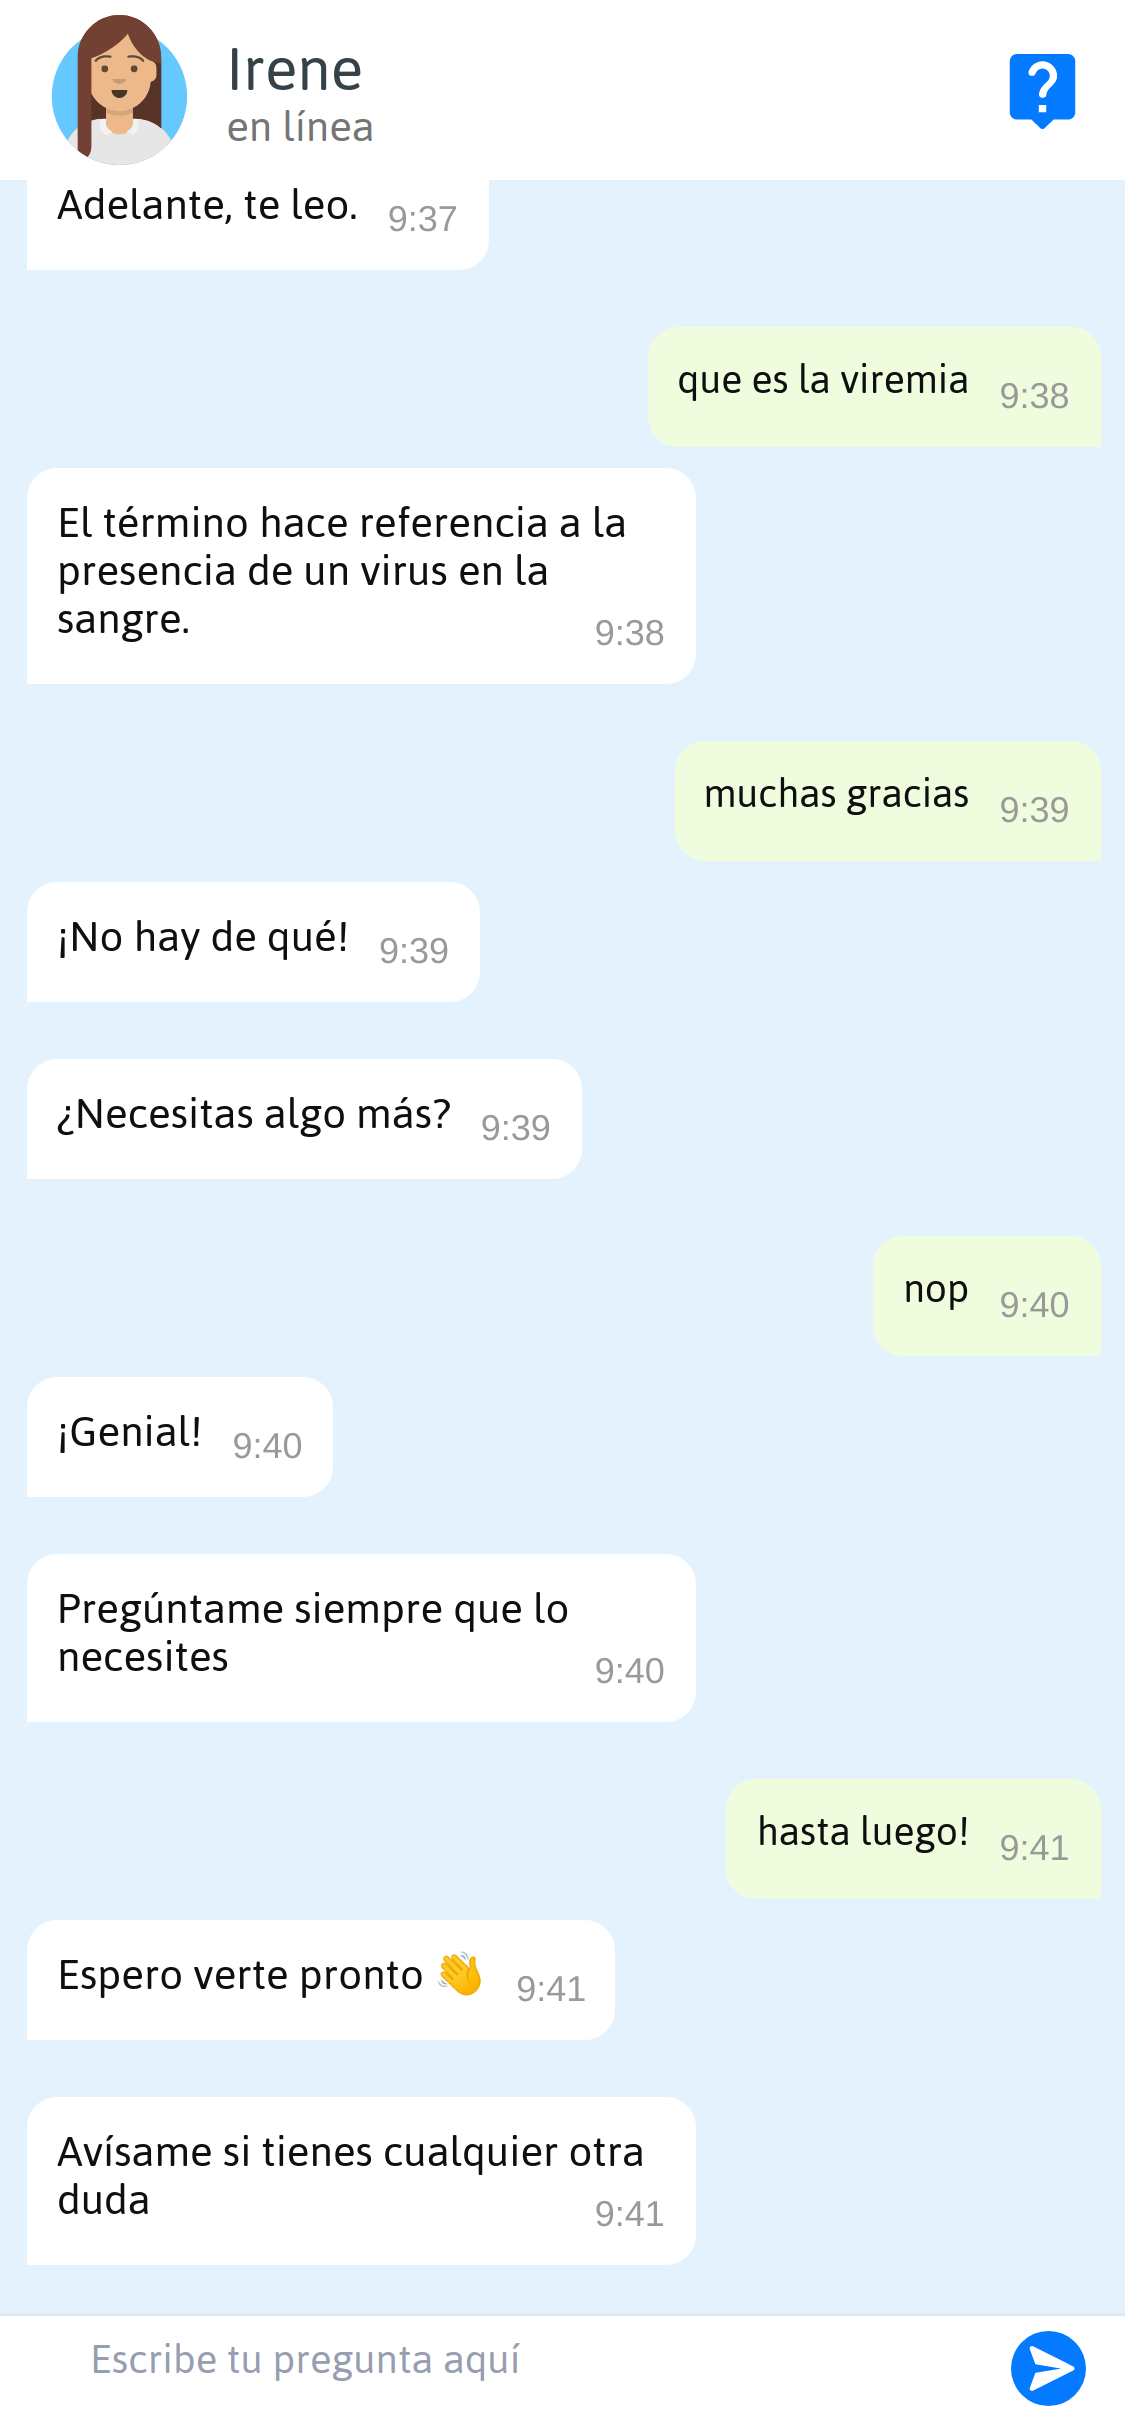 Irene
en línea
Adelante, te leo. 9:37
que es la viremia 9:38
El término hace referencia a la
presencia de un virus en la
sangre. 9:38
muchas gracias 9:39
¡No hay de qué! 9:39
¿Necesitas algo más? 9:39
nop 9:40
¡Genial! 9:40
Pregúntame siempre que lo
necesites 9:40
hasta luego! 9:41
Espero verte pronto 👋 9:41
Avísame si tienes cualquier otra
duda 9:41
Escribe tu pregunta aquí